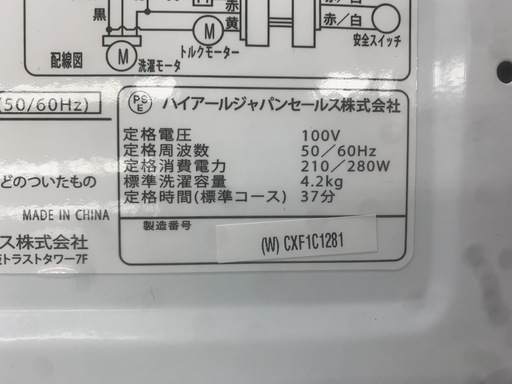 黒
赤
黄
赤/白
赤/白
M
M
トルクモーター
安全スイッチ
配線図
洗濯モータ
(50/60Hz)
PS
E
ハイアールジャパンセールス株式会社
定格電圧 100V
定格周波数 50/60Hz
定格消費電力 210/280W
標準洗濯容量 4.2kg
定格時間(標準コース) 37分
製造番号
(W) CXF1C1281
どのついたもの
MADE IN CHINA
ス株式会社
トラストタワー7F